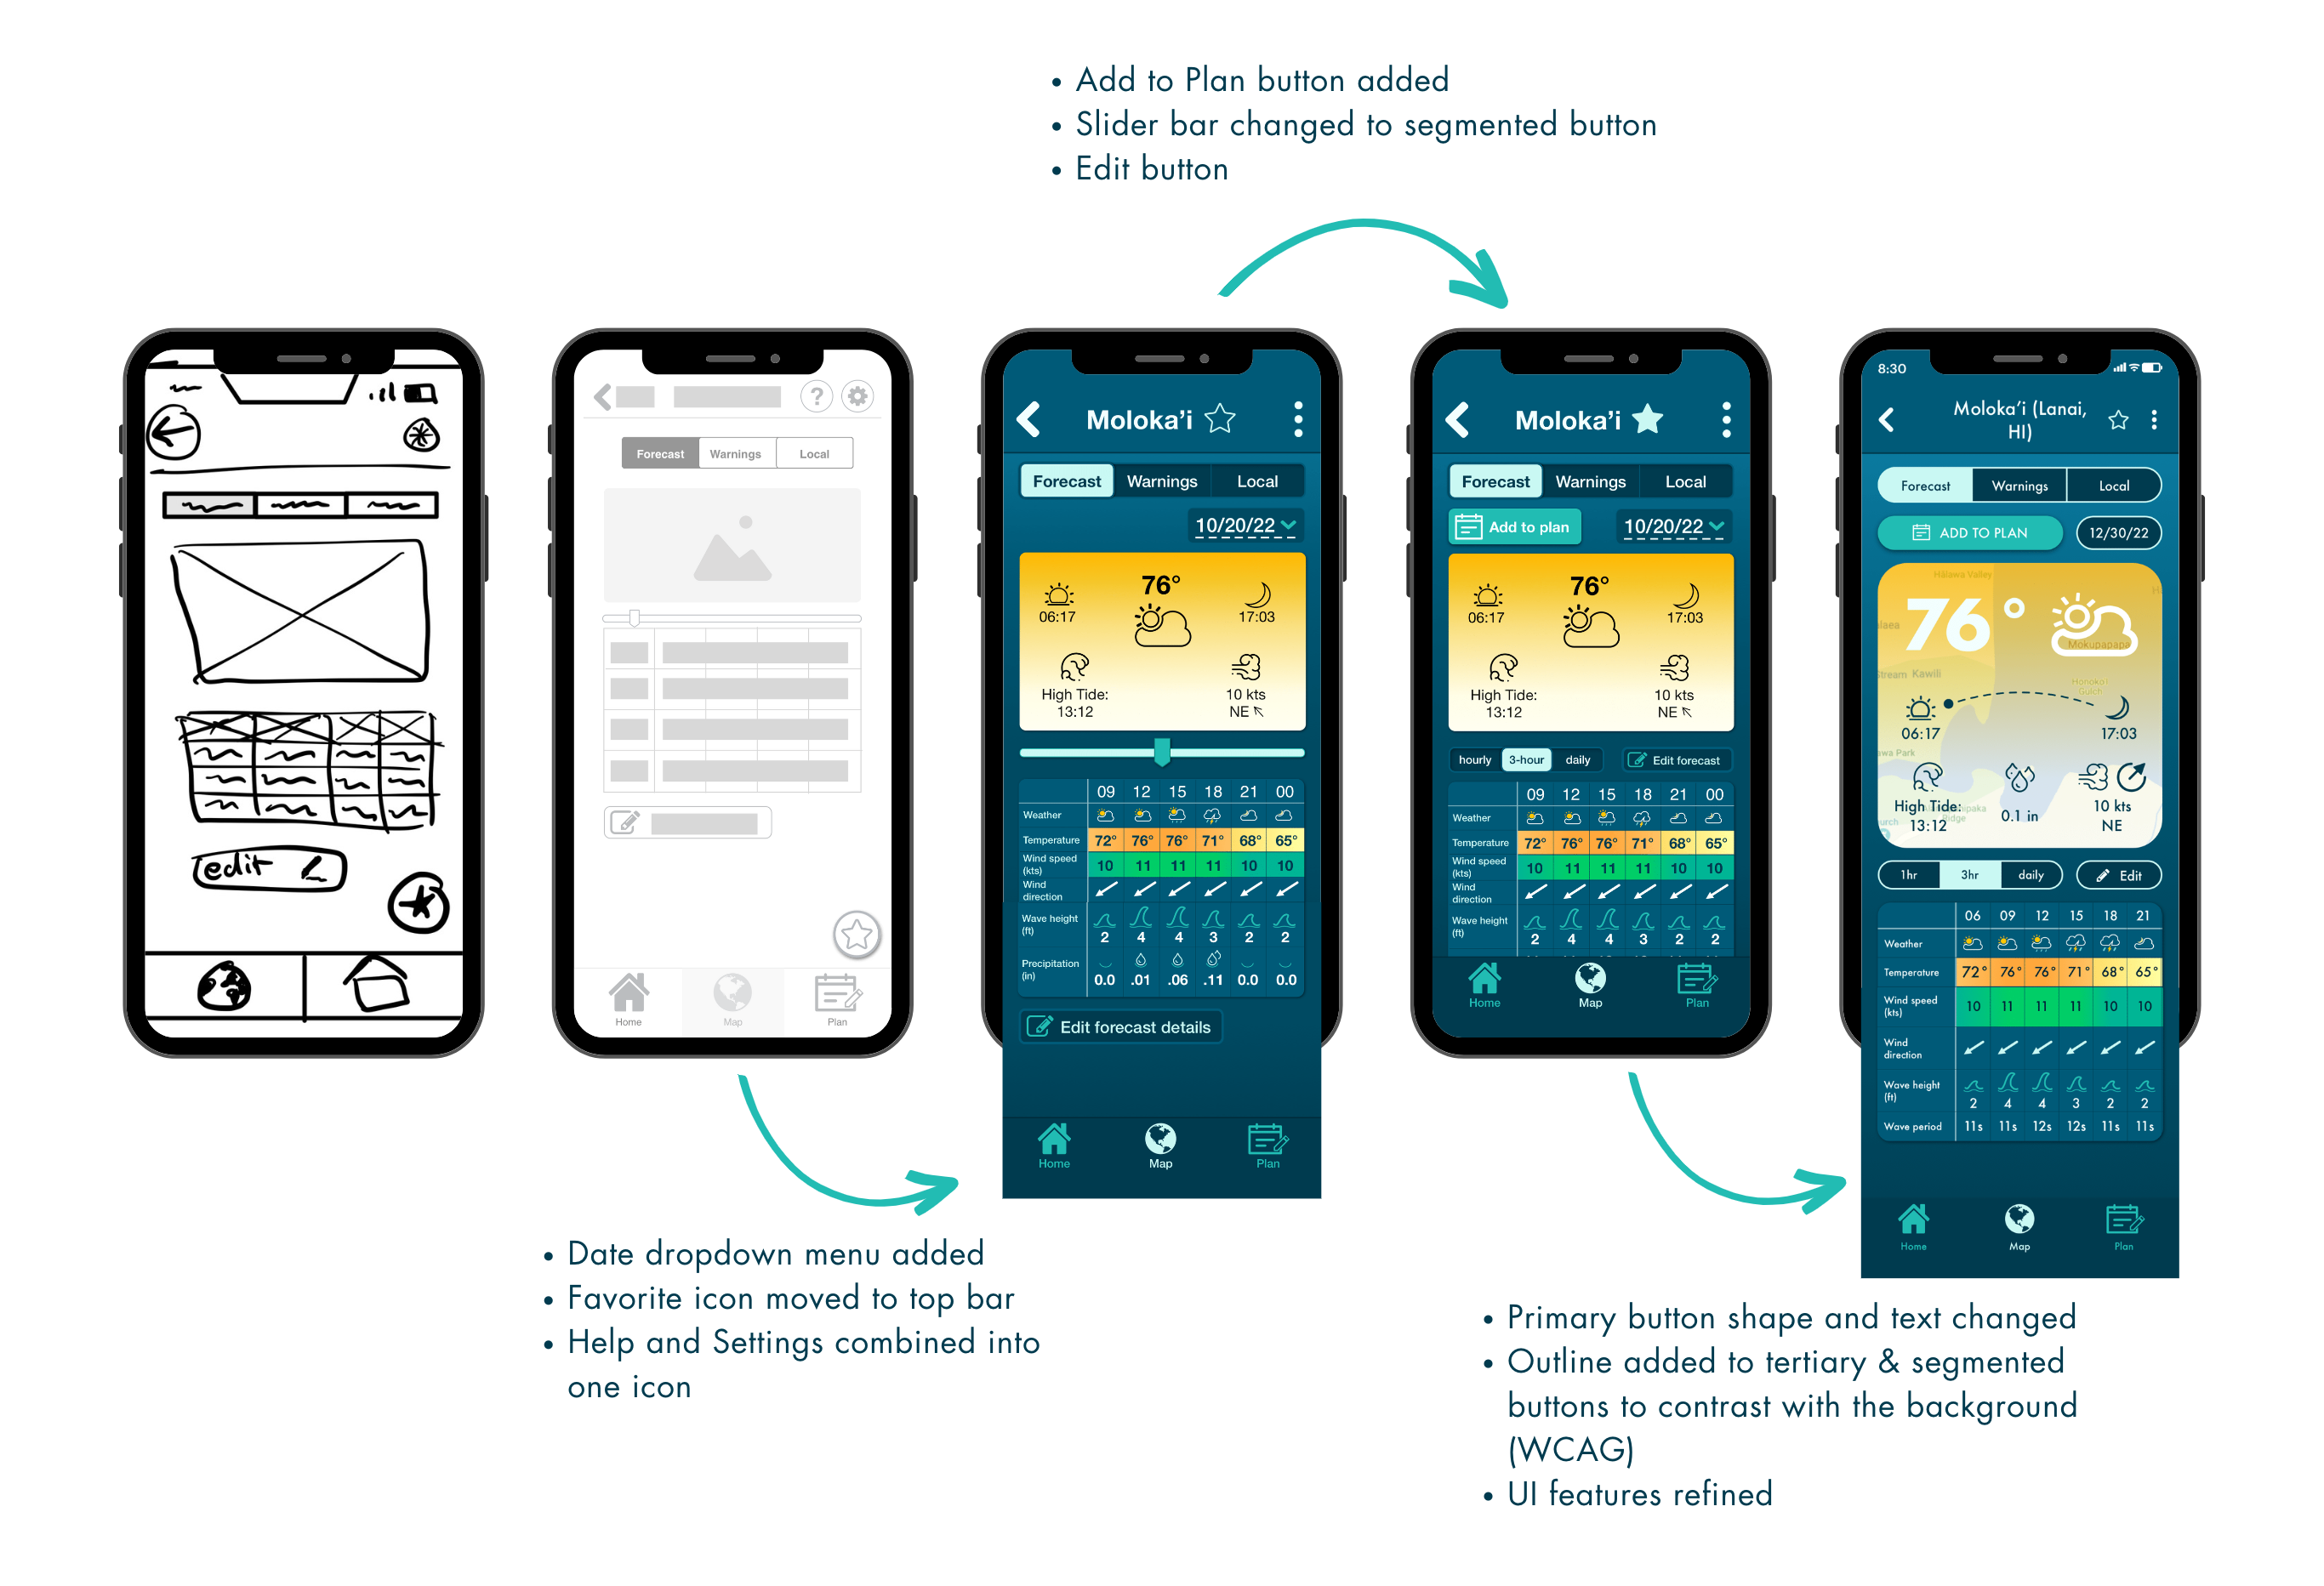 • Add to Plan button added
• Slider bar changed to segmented button
• Edit button
edit
Forecast Warnings Local
Home Map Plan
Moloka'i
Forecast Warnings Local
10/20/22
76°
06:17 17:03
High Tide: 10 kts
13:12 NE
09 12 15 18 21 00
Weather
Temperature 72° 76° 76° 71° 68° 65°
Wind speed
(kts) 10 11 11 11 10 10
Wind
direction
Wave height
(ft) 2 4 4 3 2 2
Precipitation
(in) 0.0 .01 .06 .11 0.0 0.0
Edit forecast details
Home Map Plan
Moloka'i
Forecast Warnings Local
Add to plan 10/20/22
76°
06:17 17:03
High Tide: 10 kts
13:12 NE
hourly 3-hour daily Edit forecast
09 12 15 18 21 00
Weather
Temperature 72° 76° 76° 71° 68° 65°
Wind speed
(kts) 10 11 11 11 10 10
Wind
direction
Wave height
(ft) 2 4 4 3 2 2
Home Map Plan
8:30
Moloka'i (Lanai,
HI)
Forecast Warnings Local
ADD TO PLAN 12/30/22
Hālawa Valley
76°
Mokupapapa
Stream Kawili
Honoko'i
Gulch
06:17 17:03
wa Park
High Tide: 10 kts
13:12 0.1 in NE
Ridge
1hr 3hr daily Edit
06 09 12 15 18 21
Weather
Temperature 72° 76° 76° 71° 68° 65°
Wind speed
(kts) 10 11 11 11 10 10
Wind
direction
Wave height
(ft) 2 4 4 3 2 2
Wave period 11s 11s 12s 12s 11s 11s
Home Map Plan
• Date dropdown menu added
• Favorite icon moved to top bar
• Help and Settings combined into
one icon
• Primary button shape and text changed
• Outline added to tertiary & segmented
buttons to contrast with the background
(WCAG)
• UI features refined